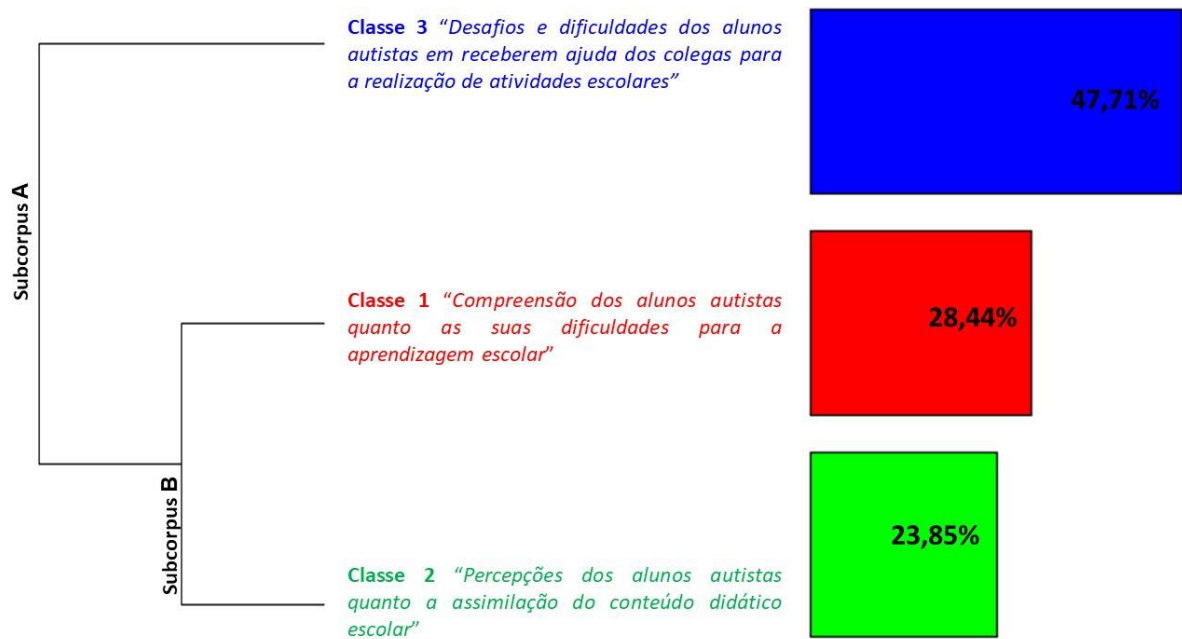 Classe 3 “Desafios e dificuldades dos alunos
autistas em receberem ajuda dos colegas para
a realização de atividades escolares”
47,71%
Subcorpus A
Classe 1 “Compreensão dos alunos autistas
quanto as suas dificuldades para a
aprendizagem escolar”
28,44%
Subcorpus B
Classe 2 “Percepções dos alunos autistas
quanto a assimilação do conteúdo didático
escolar”
23,85%